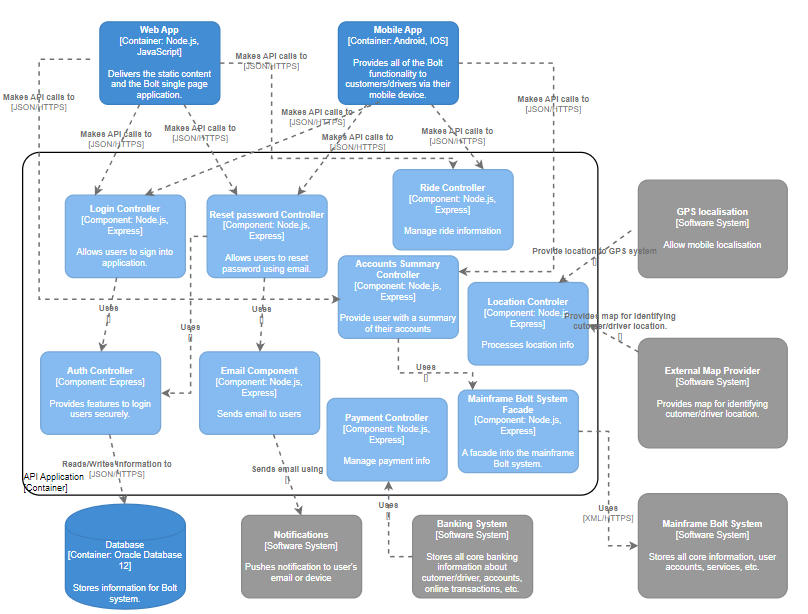 Web App
[Container: Node.js,
JavaScript]
Delivers the static content
and the Bolt single page
application.
Mobile App
[Container: Android, IOS]
Provides all of the Bolt
functionality to
customers/drivers via their
mobile device.
Makes API calls to
[JSON/HTTPS]
Makes API calls to
[JSON/HTTPS]
Makes API calls to
[JSON/HTTPS]
Makes API calls to
[JSON/HTTPS]
Makes API calls to
[JSON/HTTPS]
Makes API calls to
[JSON/HTTPS]
Makes API calls to
[JSON/HTTPS]
Makes API calls to
[JSON/HTTPS]
Login Controller
[Component: Node.js,
Express]
Allows users to sign into
application.
Reset password Controller
[Component: Node.js,
Express]
Allows users to reset
password using email.
Ride Controller
[Component: Node.js,
Express]
Manage ride information
GPS localisation
[Software System]
Allow mobile localisation
Provide location to GPS system
[]
Accounts Summary
Controller
[Component: Node.js,
Express]
Provide user with a summary
of their accounts
Location Controler
[Component: Node.js,
Express]
Processes location info
Provides map for identifying
cutomer/driver location.
[]
Uses
[]
Uses
[]
Uses
[]
External Map Provider
[Software System]
Provides map for identifying
cutomer/driver location.
Auth Controller
[Component: Express]
Provides features to login
users securely.
Email Component
[Component: Node.js,
Express]
Sends email to users
Uses
[]
Payment Controller
[Component: Node.js,
Express]
Manage payment info
Mainframe Bolt System
Facade
[Component: Node.js,
Express]
A facade into the mainframe
Bolt system.
Reads/Writes information to
[JSON/HTTPS]
Sends email using
[]
API Application
[Container]
Uses
[]
Uses
[XML/HTTPS]
Database
[Container: Oracle Database
12]
Stores information for Bolt
system.
Notifications
[Software System]
Pushes notification to user's
email or device
Banking System
[Software System]
Stores all core banking
information about
cutomer/driver, accounts,
online transactions, etc.
Mainframe Bolt System
[Software System]
Stores all core information, user
accounts, services, etc.